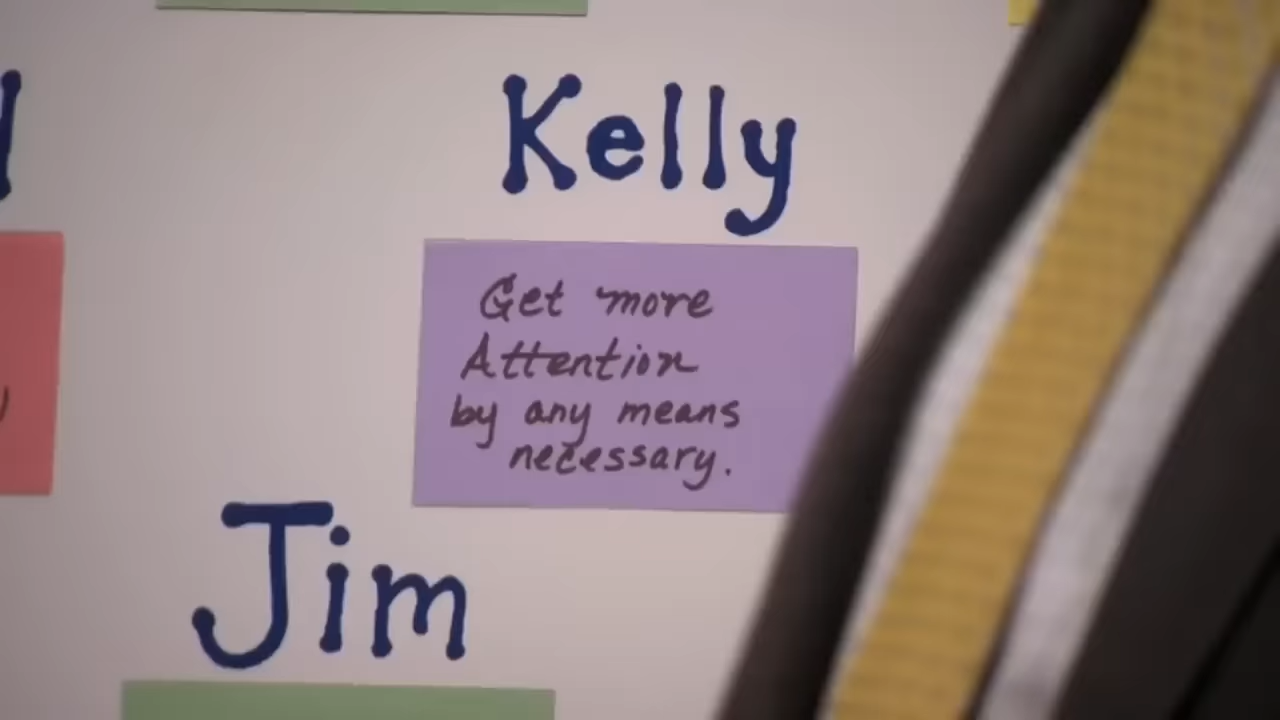 Kelly
Get more
Attention
by any means
necessary.
Jim